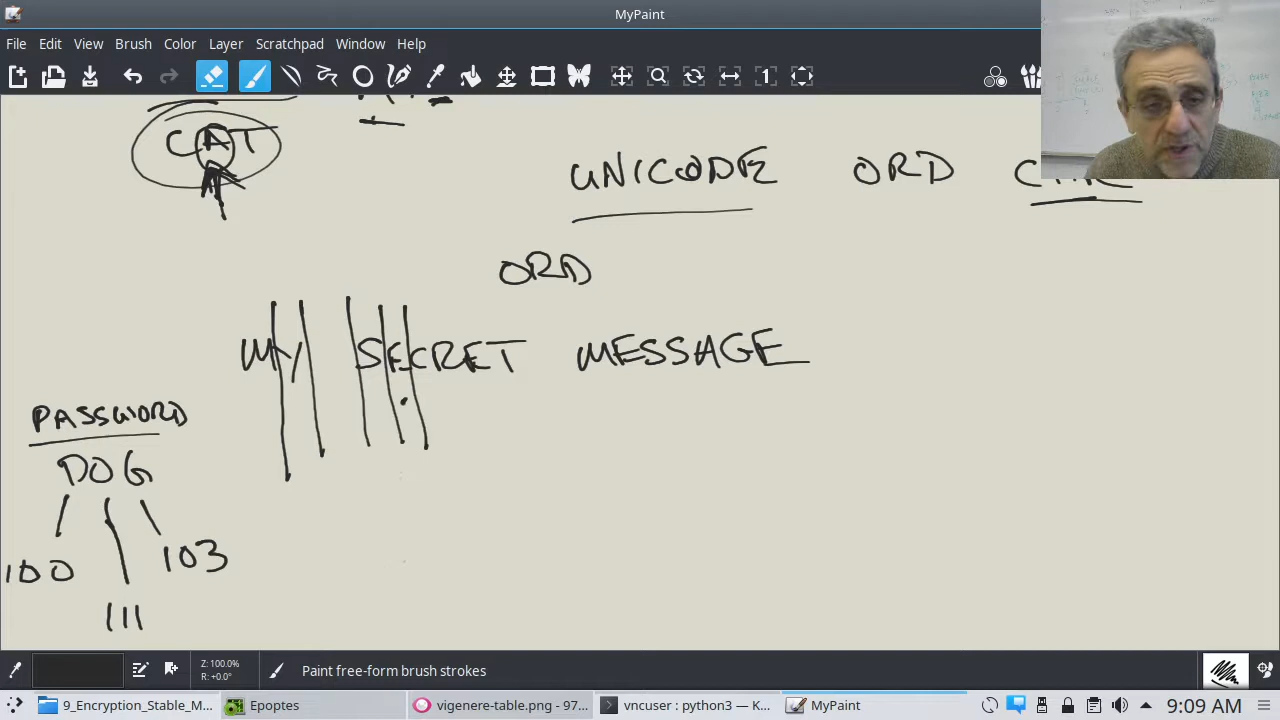 MyPaint
File Edit View Brush Color Layer Scratchpad Window Help
CAT
UNICODE ORD
ORD
MY SECRET MESSAGE
PASSWORD
DOG
100 111 103
Z: 100.0%
R: +0.0°
Paint free-form brush strokes
9_Encryption_Stable_M...
Epoptes
vigenere-table.png - 97...
vncuser : python3 — K...
MyPaint
9:09 AM